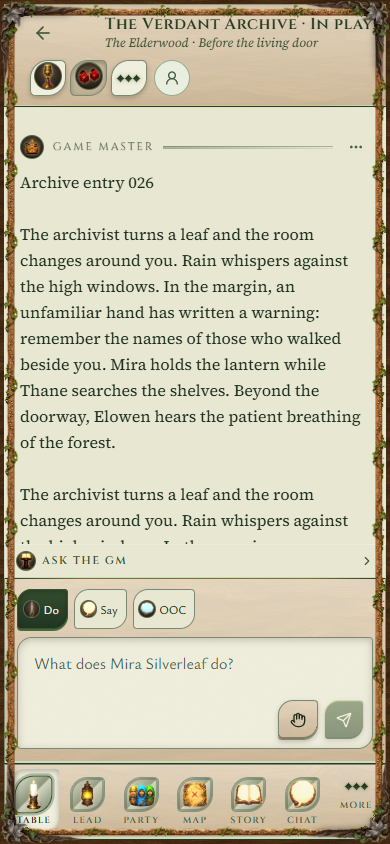 The Verdant Archive · In play
The Elderwood · Before the living door
GAME MASTER
Archive entry 026
The archivist turns a leaf and the room
changes around you. Rain whispers against
the high windows. In the margin, an
unfamiliar hand has written a warning:
remember the names of those who walked
beside you. Mira holds the lantern while
Thane searches the shelves. Beyond the
doorway, Elowen hears the patient breathing
of the forest.
The archivist turns a leaf and the room
changes around you. Rain whispers against
ASK THE GM
Do Say OOC
What does Mira Silverleaf do?
TABLE LEAD PARTY MAP STORY CHAT MORE